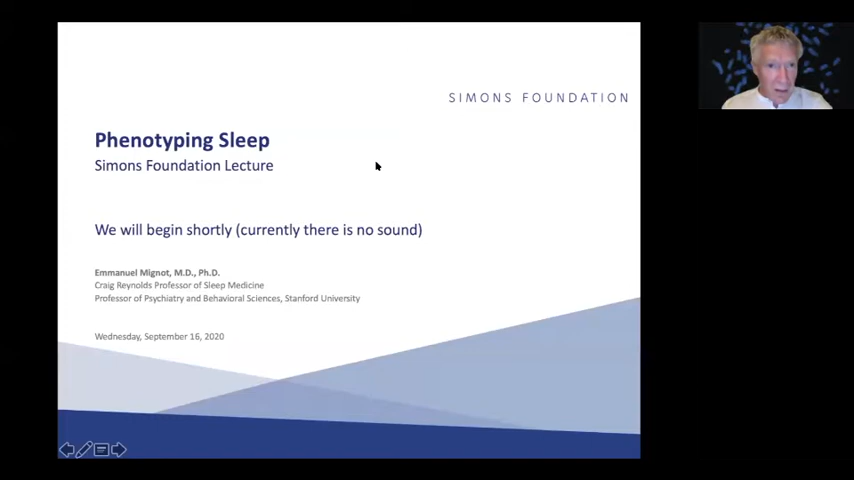 SIMONS FOUNDATION
Phenotyping Sleep
Simons Foundation Lecture
We will begin shortly (currently there is no sound)
Emmanuel Mignot, M.D., Ph.D.
Craig Reynolds Professor of Sleep Medicine
Professor of Psychiatry and Behavioral Sciences, Stanford University
Wednesday, September 16, 2020